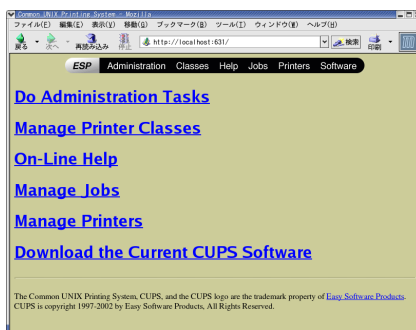 Common UNIX Printing System - Mozilla
ファイル(F) 編集(E) 表示(V) 移動(G) ブックマーク(B) ツール(T) ウィンドウ(W) ヘルプ(H)
戻る 次へ 再読み込み 停止 http://localhost:631/ 検索 印刷
ESP Administration Classes Help Jobs Printers Software
Do Administration Tasks
Manage Printer Classes
On-Line Help
Manage Jobs
Manage Printers
Download the Current CUPS Software
The Common UNIX Printing System, CUPS, and the CUPS logo are the trademark property of Easy Software Products.
CUPS is copyright 1997-2002 by Easy Software Products, All Rights Reserved.